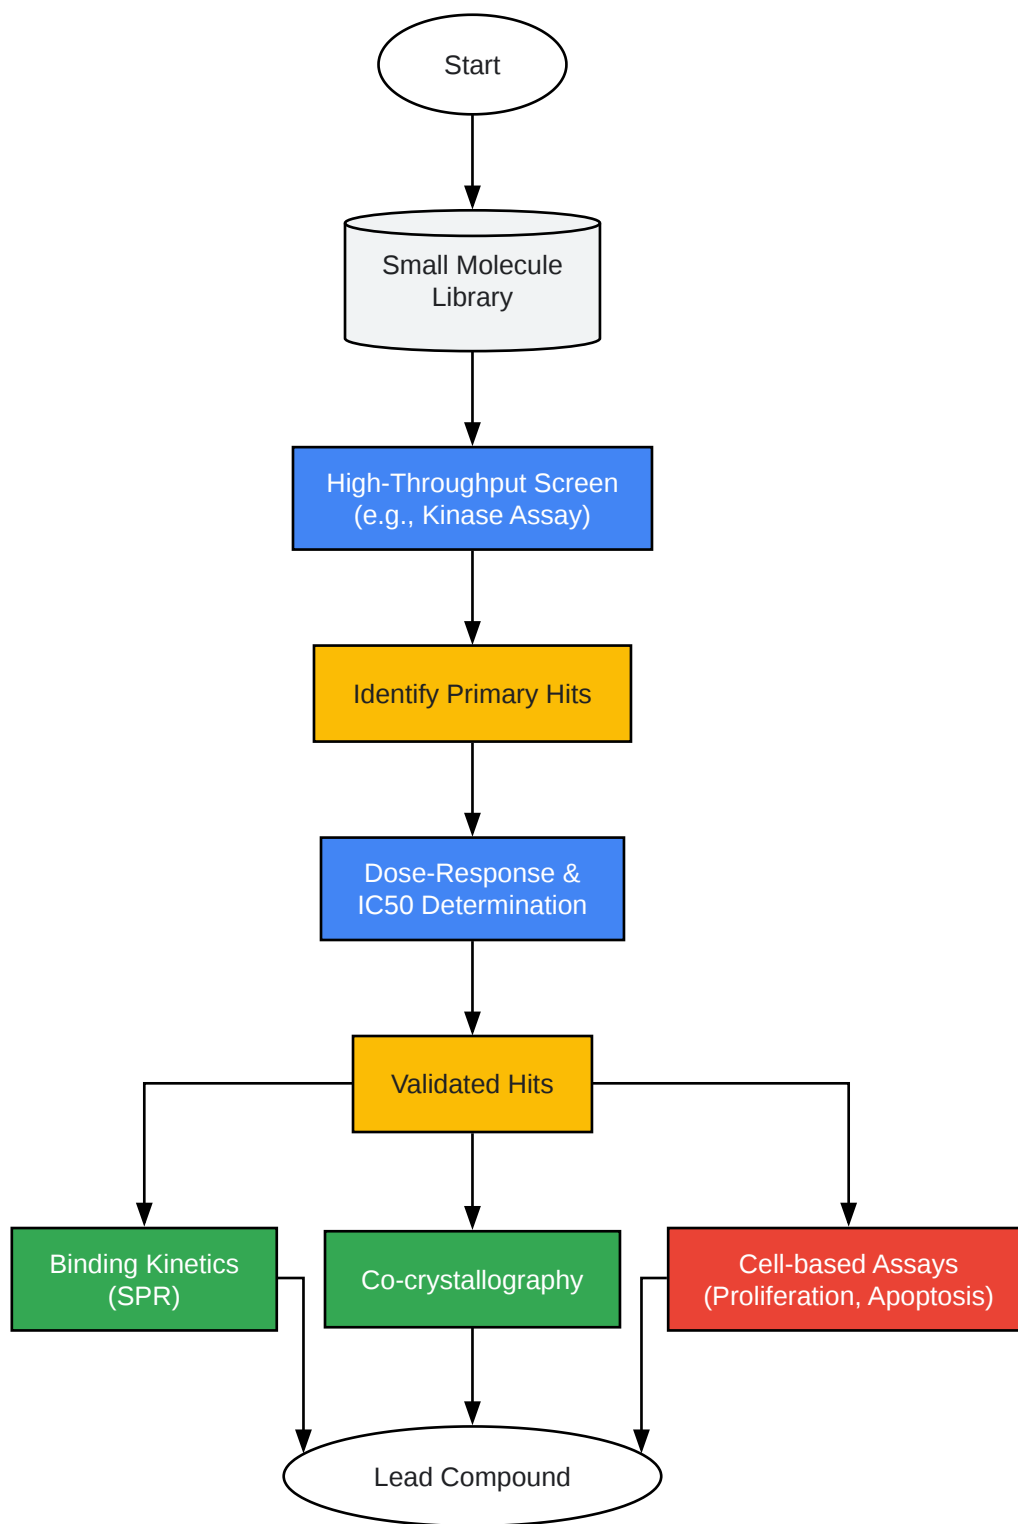 Start
Small Molecule
Library
High-Throughput Screen
(e.g., Kinase Assay)
Identify Primary Hits
Dose-Response &
IC50 Determination
Validated Hits
Binding Kinetics
(SPR)
Co-crystallography
Cell-based Assays
(Proliferation, Apoptosis)
Lead Compound